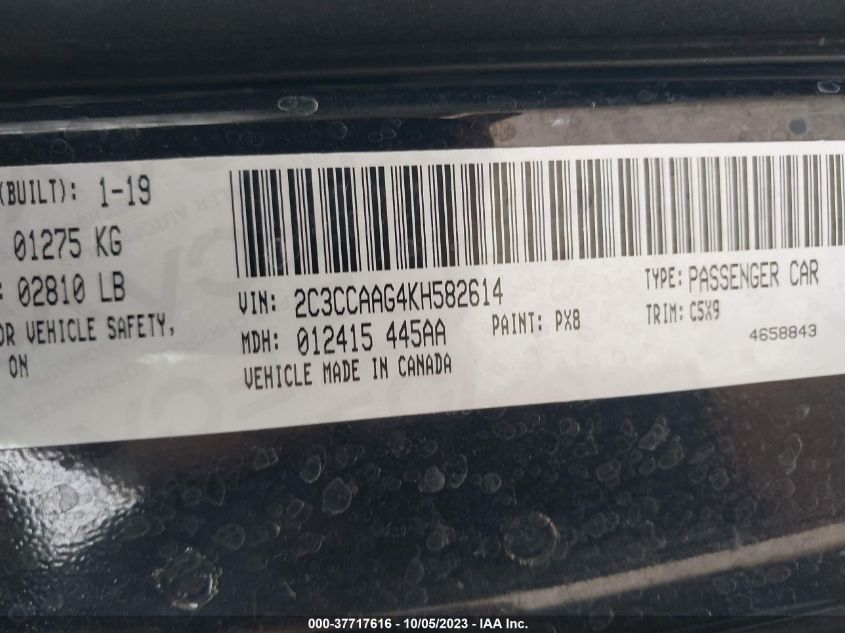 (BUILT): 1-19
01275 KG
02810 LB
OR VEHICLE SAFETY,
ON
VIN: 2C3CCAAG4KH582614
TYPE: PASSENGER CAR
MDH: 012415 445AA
PAINT: PX8
TRIM: C5X9
VEHICLE MADE IN CANADA
4658843
000-37717616 - 10/05/2023 - IAA Inc.